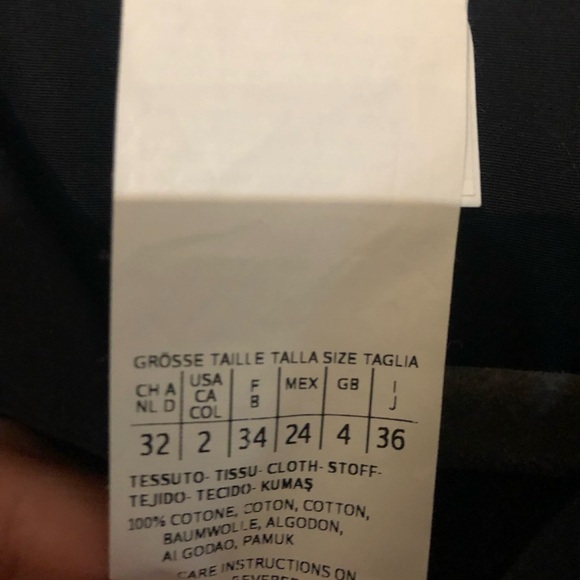 GRÖSSE TAILLE TALLA SIZE TAGLIA
CH A NL D | USA CA COL | F B | MEX | GB | I J
32 | 2 | 34 | 24 | 4 | 36
TESSUTO- TISSU- CLOTH- STOFF-
TEJIDO- TECIDO- KUMAŞ
100% COTONE, COTON, COTTON,
BAUMWOLLE, ALGODON,
ALGODAO, PAMUK
CARE INSTRUCTIONS ON
REVERSE